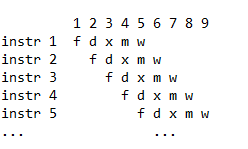 1 2 3 4 5 6 7 8 9
instr 1 f d x m w
instr 2 f d x m w
instr 3 f d x m w
instr 4 f d x m w
instr 5 f d x m w
... ...